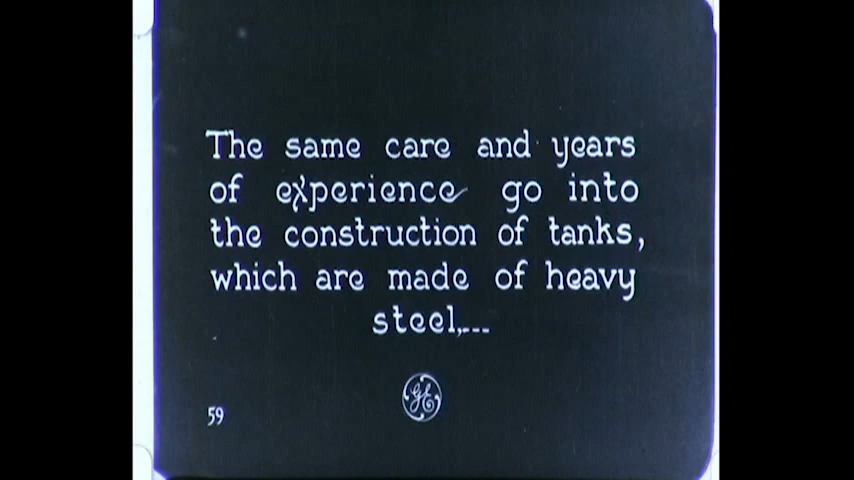 The same care and years
of experience go into
the construction of tanks,
which are made of heavy
steel,...
GE
59